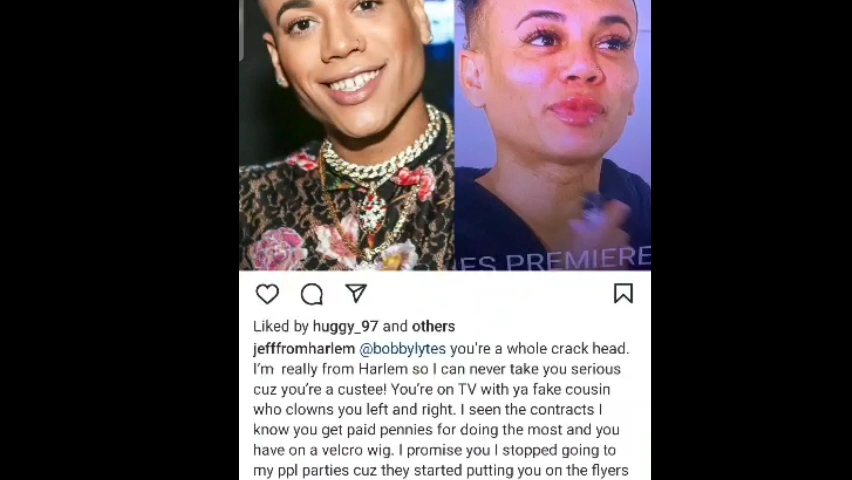 ES PREMIERE
Liked by huggy_97 and others
jefffromharlem @bobbylytes you're a whole crack head.
I'm really from Harlem so I can never take you serious
cuz you're a custee! You're on TV with ya fake cousin
who clowns you left and right. I seen the contracts I
know you get paid pennies for doing the most and you
have on a velcro wig. I promise you I stopped going to
my ppl parties cuz they started putting you on the flyers